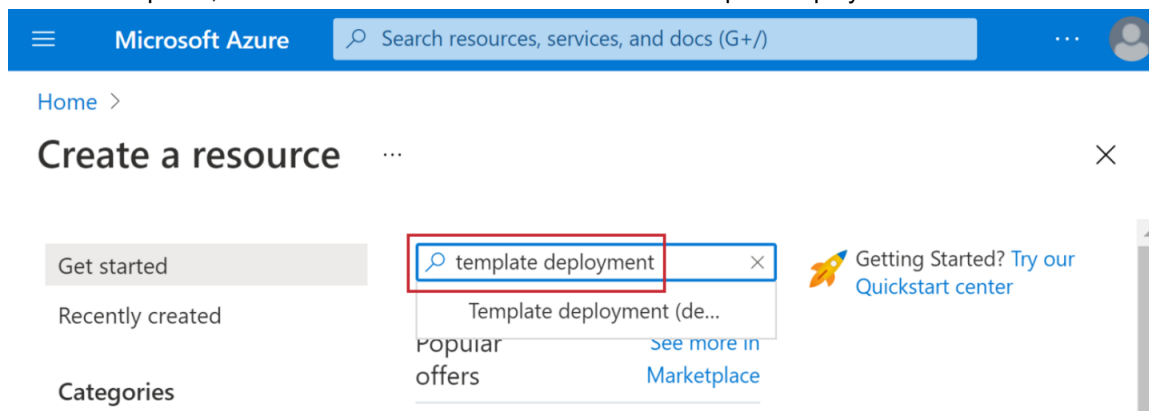 Microsoft Azure
Search resources, services, and docs (G+/)
...
Home >
Create a resource ...
Get started
Recently created
Categories
template deployment
Template deployment (de...
Popular offers
See more in Marketplace
Getting Started? Try our
Quickstart center